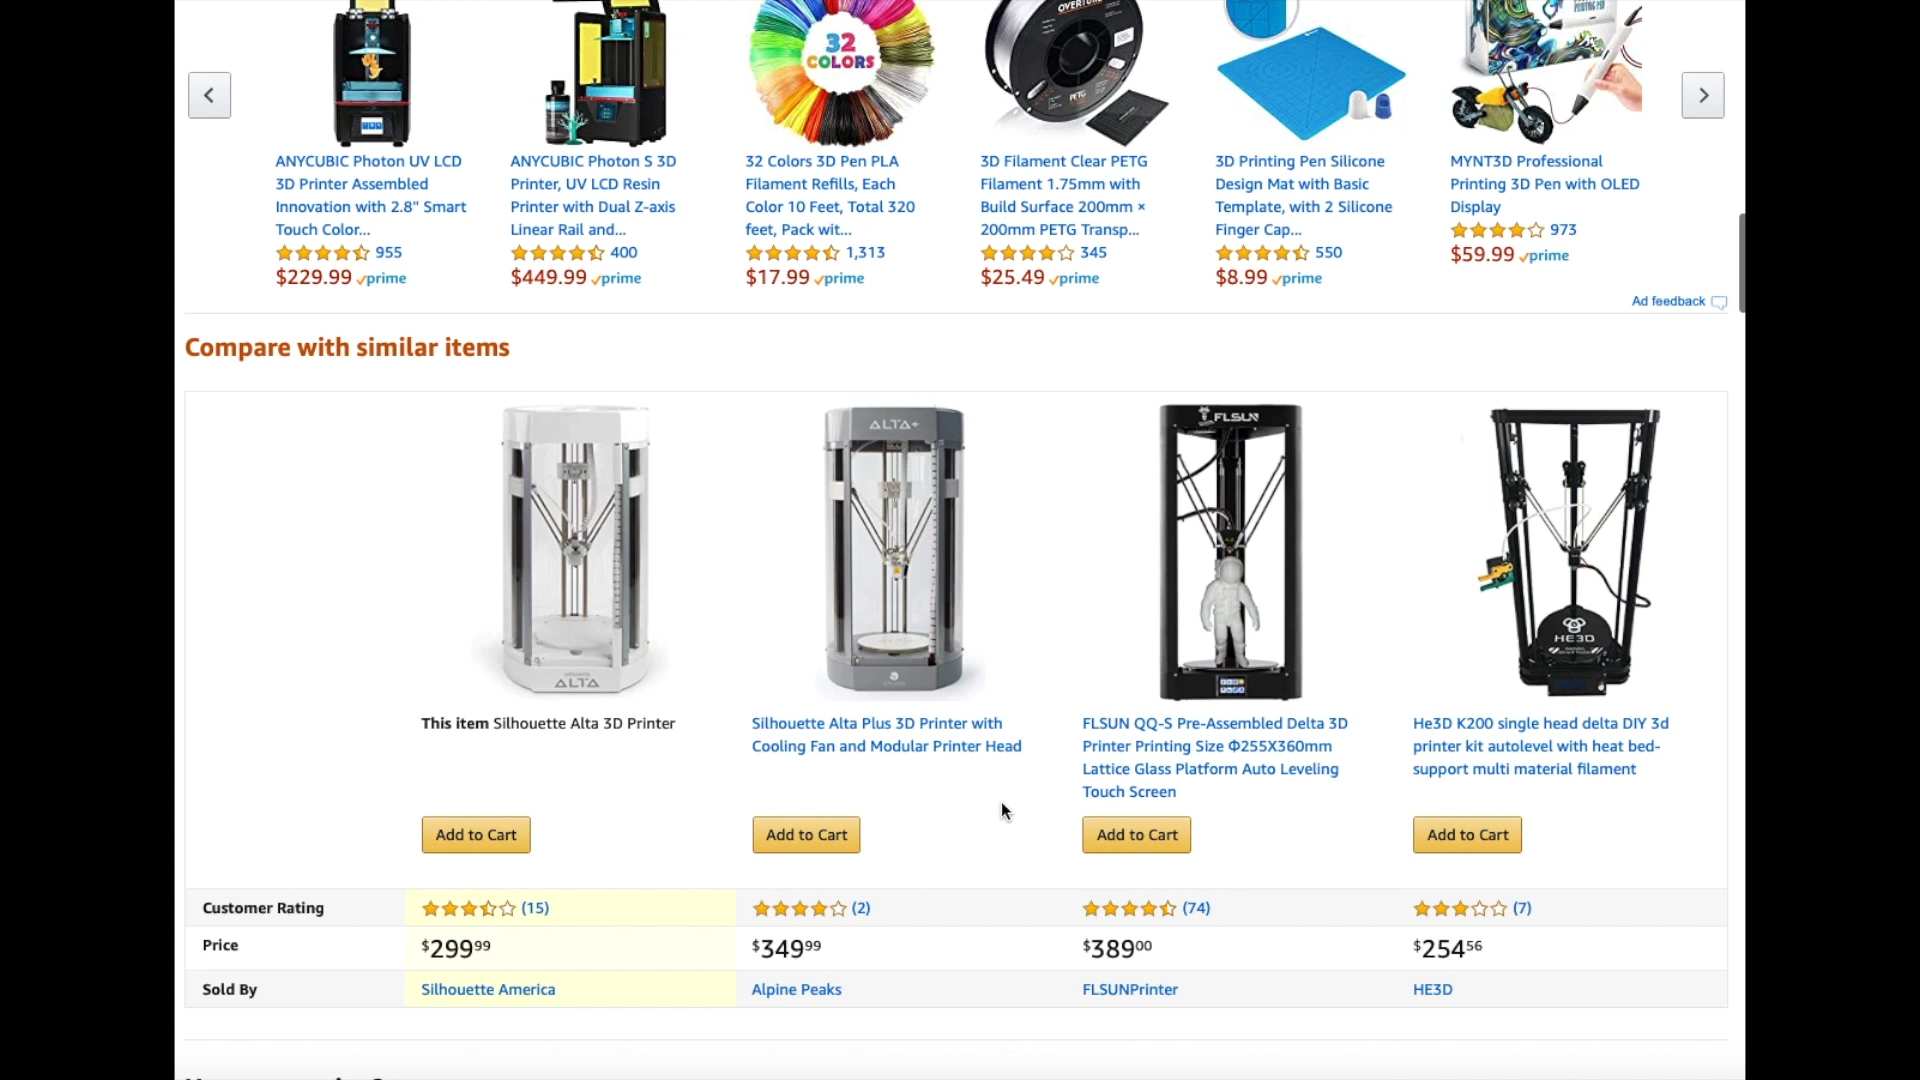 OVERTURE
PRINTING PEN
32
COLORS
PETG
ANYCUBIC Photon UV LCD
3D Printer Assembled
Innovation with 2.8" Smart
Touch Color...
955
$229.99 prime
ANYCUBIC Photon S 3D
Printer, UV LCD Resin
Printer with Dual Z-axis
Linear Rail and...
400
$449.99 prime
32 Colors 3D Pen PLA
Filament Refills, Each
Color 10 Feet, Total 320
feet, Pack wit...
1,313
$17.99 prime
3D Filament Clear PETG
Filament 1.75mm with
Build Surface 200mm ×
200mm PETG Transp...
345
$25.49 prime
3D Printing Pen Silicone
Design Mat with Basic
Template, with 2 Silicone
Finger Cap...
550
$8.99 prime
MYNT3D Professional
Printing 3D Pen with OLED
Display
973
$59.99 prime
Ad feedback
Compare with similar items
ALTA+
FLSUN
HE3D
ALTA
This item Silhouette Alta 3D Printer
Silhouette Alta Plus 3D Printer with
Cooling Fan and Modular Printer Head
FLSUN QQ-S Pre-Assembled Delta 3D
Printer Printing Size Φ255X360mm
Lattice Glass Platform Auto Leveling
Touch Screen
He3D K200 single head delta DIY 3d
printer kit autolevel with heat bed-
support multi material filament
Add to Cart
Add to Cart
Add to Cart
Add to Cart
Customer Rating (15) (2) (74) (7)
Price $29999 $34999 $38900 $25456
Sold By Silhouette America Alpine Peaks FLSUNPrinter HE3D